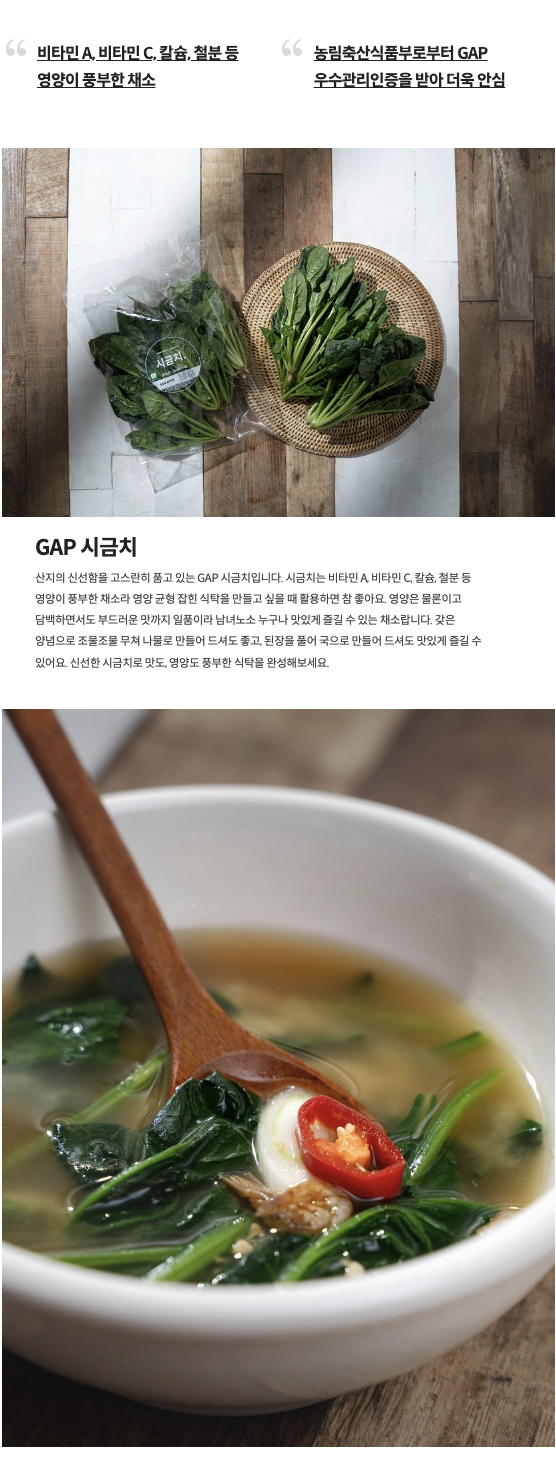 비타민 A, 비타민 C, 칼슘, 철분 등
영양이 풍부한 채소
농림축산식품부로부터 GAP
우수관리인증을 받아 더욱 안심
시금치.
GAP 시금치
산지의 신선함을 고스란히 품고 있는 GAP 시금치입니다. 시금치는 비타민 A, 비타민 C, 칼슘, 철분 등
영양이 풍부한 채소라 영양 균형 잡힌 식탁을 만들고 싶을 때 활용하면 참 좋아요. 영양은 물론이고
담백하면서도 부드러운 맛까지 일품이라 남녀노소 누구나 맛있게 즐길 수 있는 채소랍니다. 갖은
양념으로 조물조물 무쳐 나물로 만들어 드셔도 좋고, 된장을 풀어 국으로 만들어 드셔도 맛있게 즐길 수
있어요. 신선한 시금치로 맛도, 영양도 풍부한 식탁을 완성해보세요.